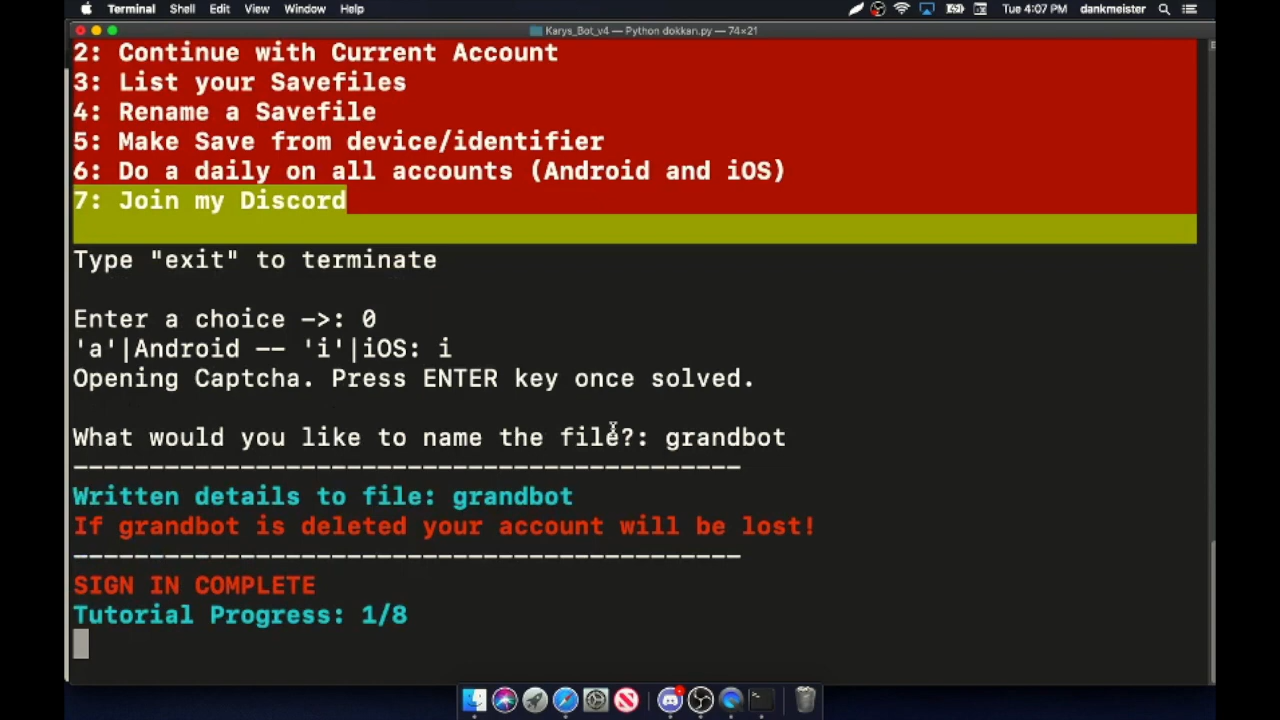 Terminal Shell Edit View Window Help Tue 4:07 PM dankmeister
Karys_Bot_v4 — Python dokkan.py — 74×21
2: Continue with Current Account
3: List your Savefiles
4: Rename a Savefile
5: Make Save from device/identifier
6: Do a daily on all accounts (Android and iOS)
7: Join my Discord
Type "exit" to terminate
Enter a choice ->: 0
'a'|Android -- 'i'|iOS: i
Opening Captcha. Press ENTER key once solved.
What would you like to name the file?: grandbot
--------------------------------------------
Written details to file: grandbot
If grandbot is deleted your account will be lost!
--------------------------------------------
SIGN IN COMPLETE
Tutorial Progress: 1/8